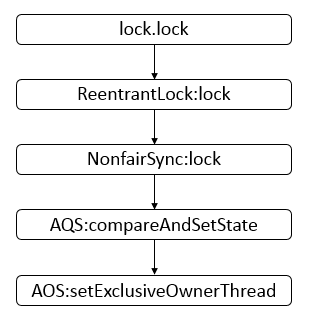 lock.lock
ReentrantLock:lock
NonfairSync:lock
AQS:compareAndSetState
AOS:setExclusiveOwnerThread